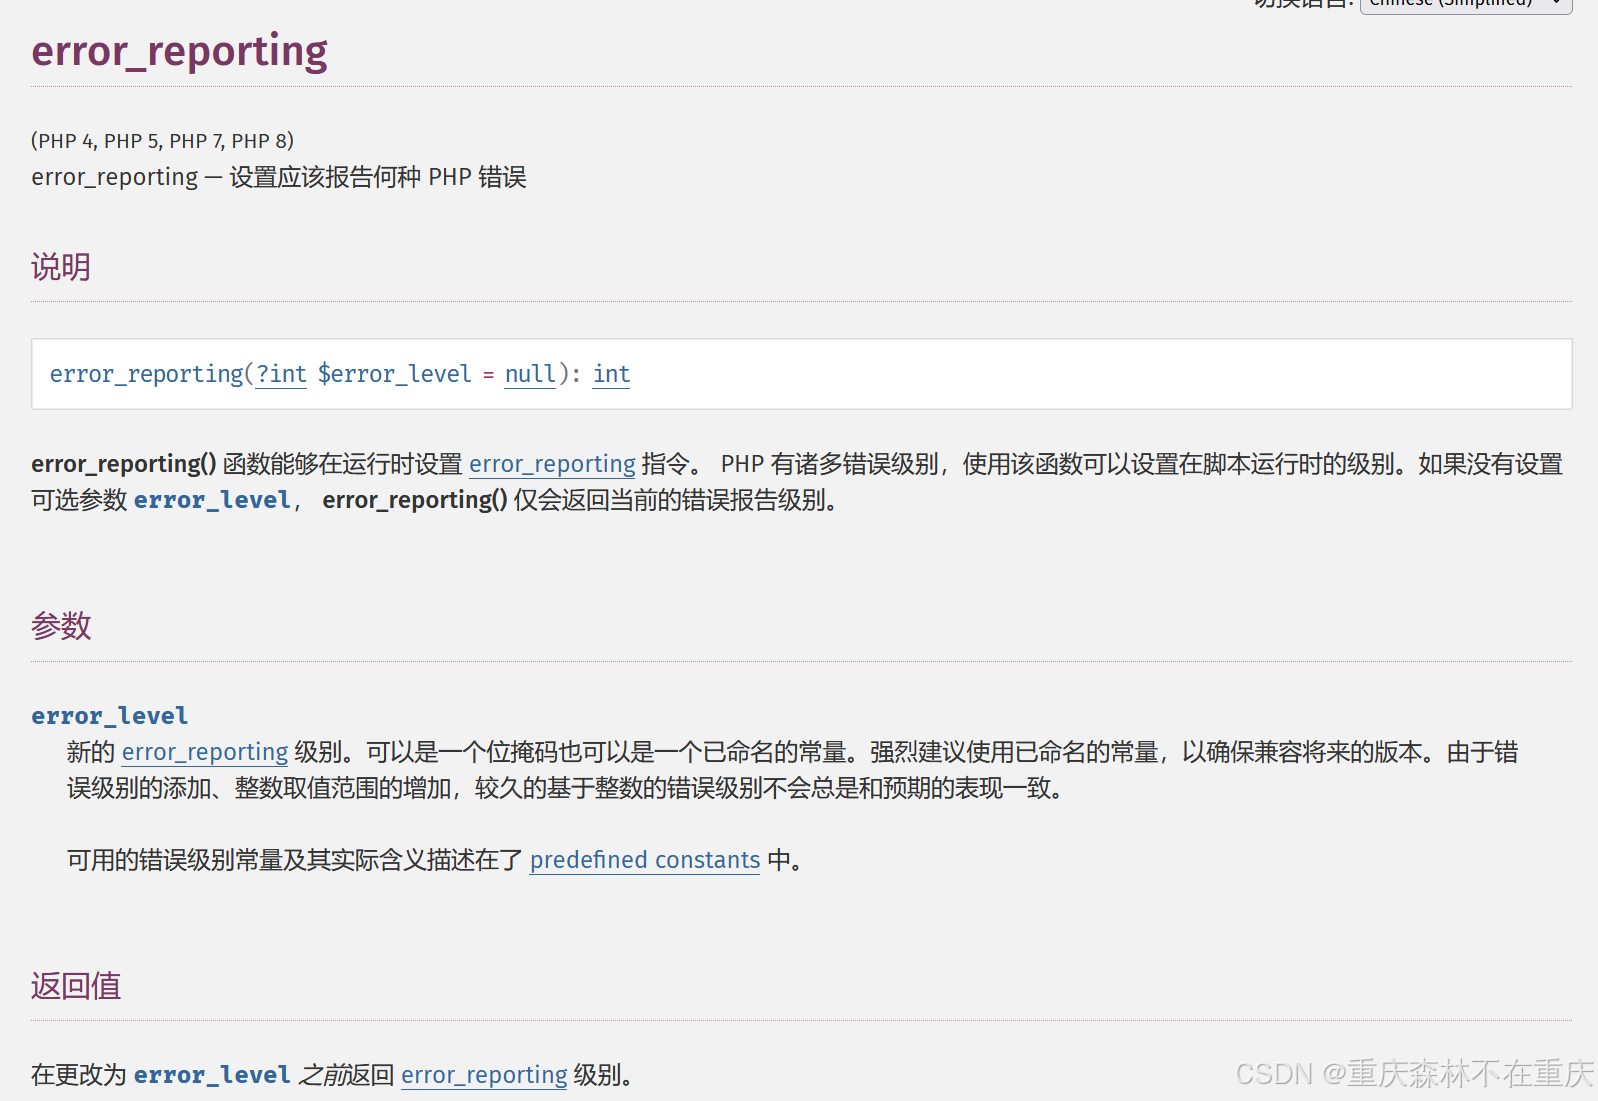 切换语言: Chinese (Simplified)
error_reporting
(PHP 4, PHP 5, PHP 7, PHP 8)
error_reporting — 设置应该报告何种 PHP 错误
说明
error_reporting(?int $error_level = null): int
error_reporting() 函数能够在运行时设置 error_reporting 指令。 PHP 有诸多错误级别，使用该函数可以设置在脚本运行时的级别。如果没有设置
可选参数 error_level， error_reporting() 仅会返回当前的错误报告级别。
参数
error_level
新的 error_reporting 级别。可以是一个位掩码也可以是一个已命名的常量。强烈建议使用已命名的常量，以确保兼容将来的版本。由于错
误级别的添加、整数取值范围的增加，较久的基于整数的错误级别不会总是和预期的表现一致。
可用的错误级别常量及其实际含义描述在了 predefined constants 中。
返回值
在更改为 error_level 之前返回 error_reporting 级别。
CSDN @重庆森林不在重庆